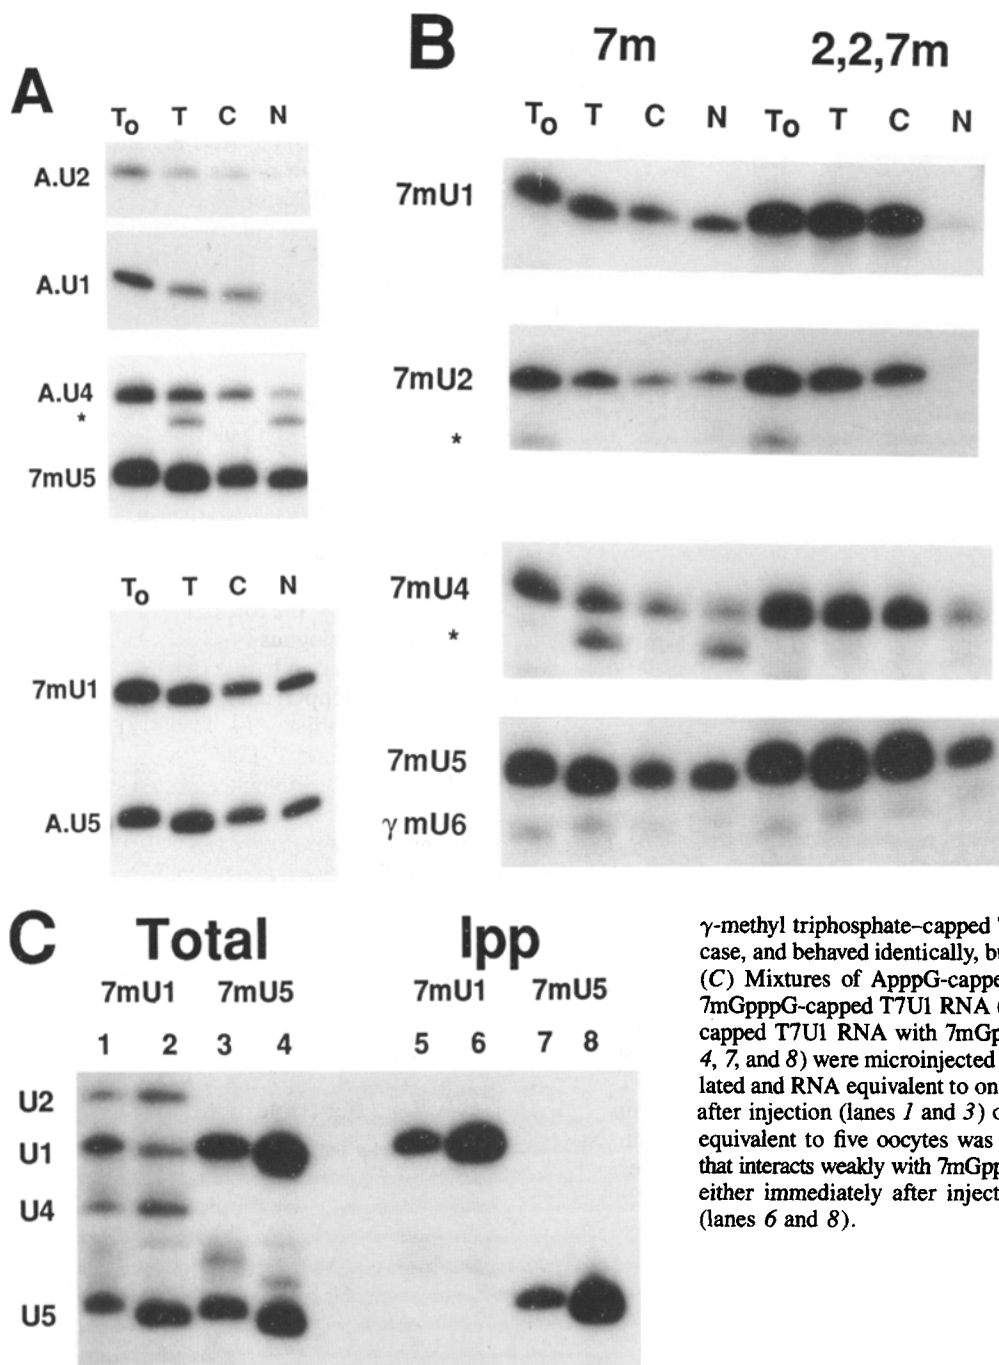 A
T₀ T C N
A.U2
A.U1
A.U4
*
7mU5
T₀ T C N
7mU1
A.U5
B
7m 2,2,7m
T₀ T C N T₀ T C N
7mU1
7mU2
*
7mU4
*
7mU5
γmU6
C
Total Ipp
7mU1 7mU5 7mU1 7mU5
1 2 3 4 5 6 7 8
U2
U1
U4
U5
γ-methyl triphosphate–capped
case, and behaved identically,
(C) Mixtures of ApppG-cappe
7mGpppG-capped T7U1 RNA (
capped T7U1 RNA with 7mGp
4, 7, and 8) were microinjected
lated and RNA equivalent to on
after injection (lanes 1 and 3) o
equivalent to five oocytes was
that interacts weakly with 7mGpp
either immediately after inject
(lanes 6 and 8).